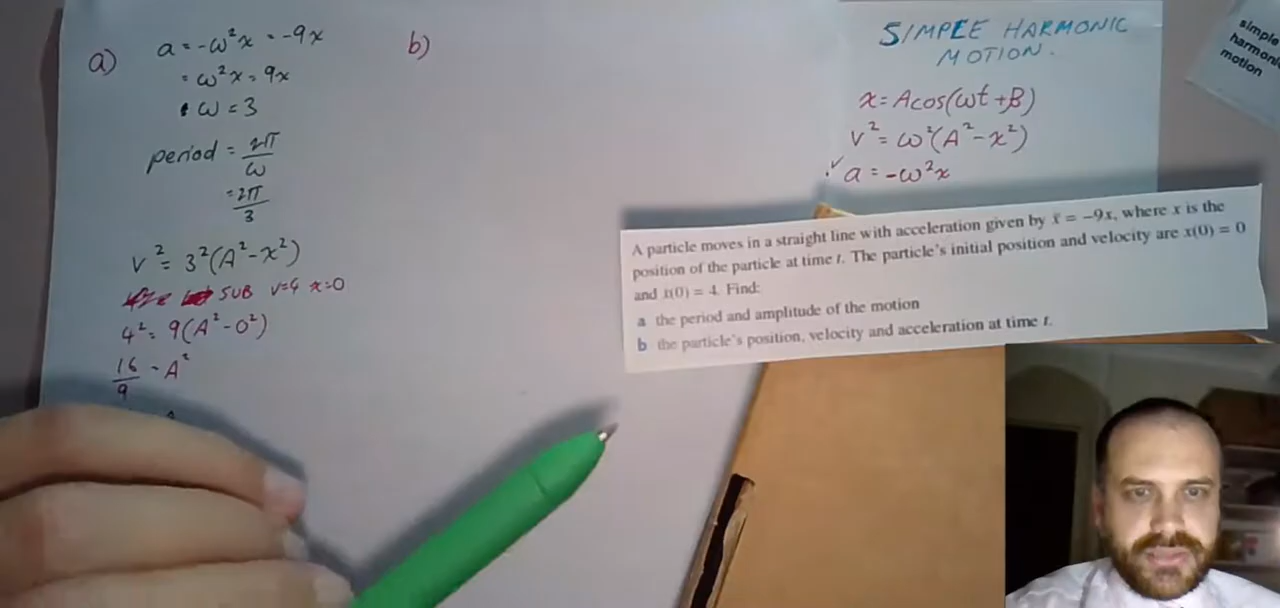 a)
a = -ω²x = -9x
= ω²x = 9x
ω = 3
period = 2π/ω
= 2π/3
v² = 3²(A² - x²)
SUB v=4 x=0
4² = 9(A² - 0²)
16/9 = A²
b)
SIMPLE HARMONIC
MOTION.
x = Acos(ωt + β)
v² = ω²(A² - x²)
✓ a = -ω²x
simple
harmonic
motion
A particle moves in a straight line with acceleration given by ẍ = −9x, where x is the
position of the particle at time t. The particle's initial position and velocity are x(0) = 0
and ẋ(0) = 4. Find:
a the period and amplitude of the motion
b the particle's position, velocity and acceleration at time t.